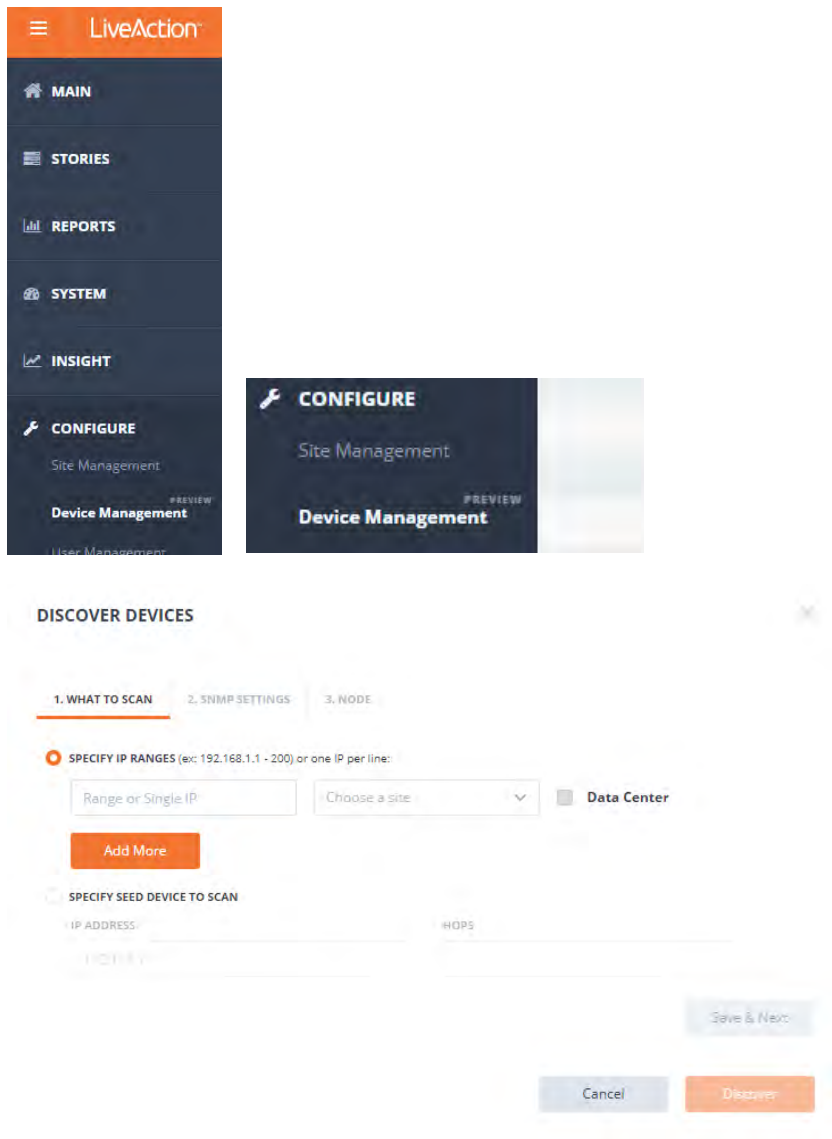 LiveAction
MAIN
STORIES
REPORTS
SYSTEM
INSIGHT
CONFIGURE
Site Management
PREVIEW
Device Management
User Management
CONFIGURE
Site Management
PREVIEW
Device Management
DISCOVER DEVICES
1. WHAT TO SCAN 2. SNMP SETTINGS 3. NODE
SPECIFY IP RANGES (ex: 192.168.1.1 - 200) or one IP per line:
Range or Single IP Choose a site Data Center
Add More
SPECIFY SEED DEVICE TO SCAN
IP ADDRESS HOPS
Save & Next
Cancel Discover